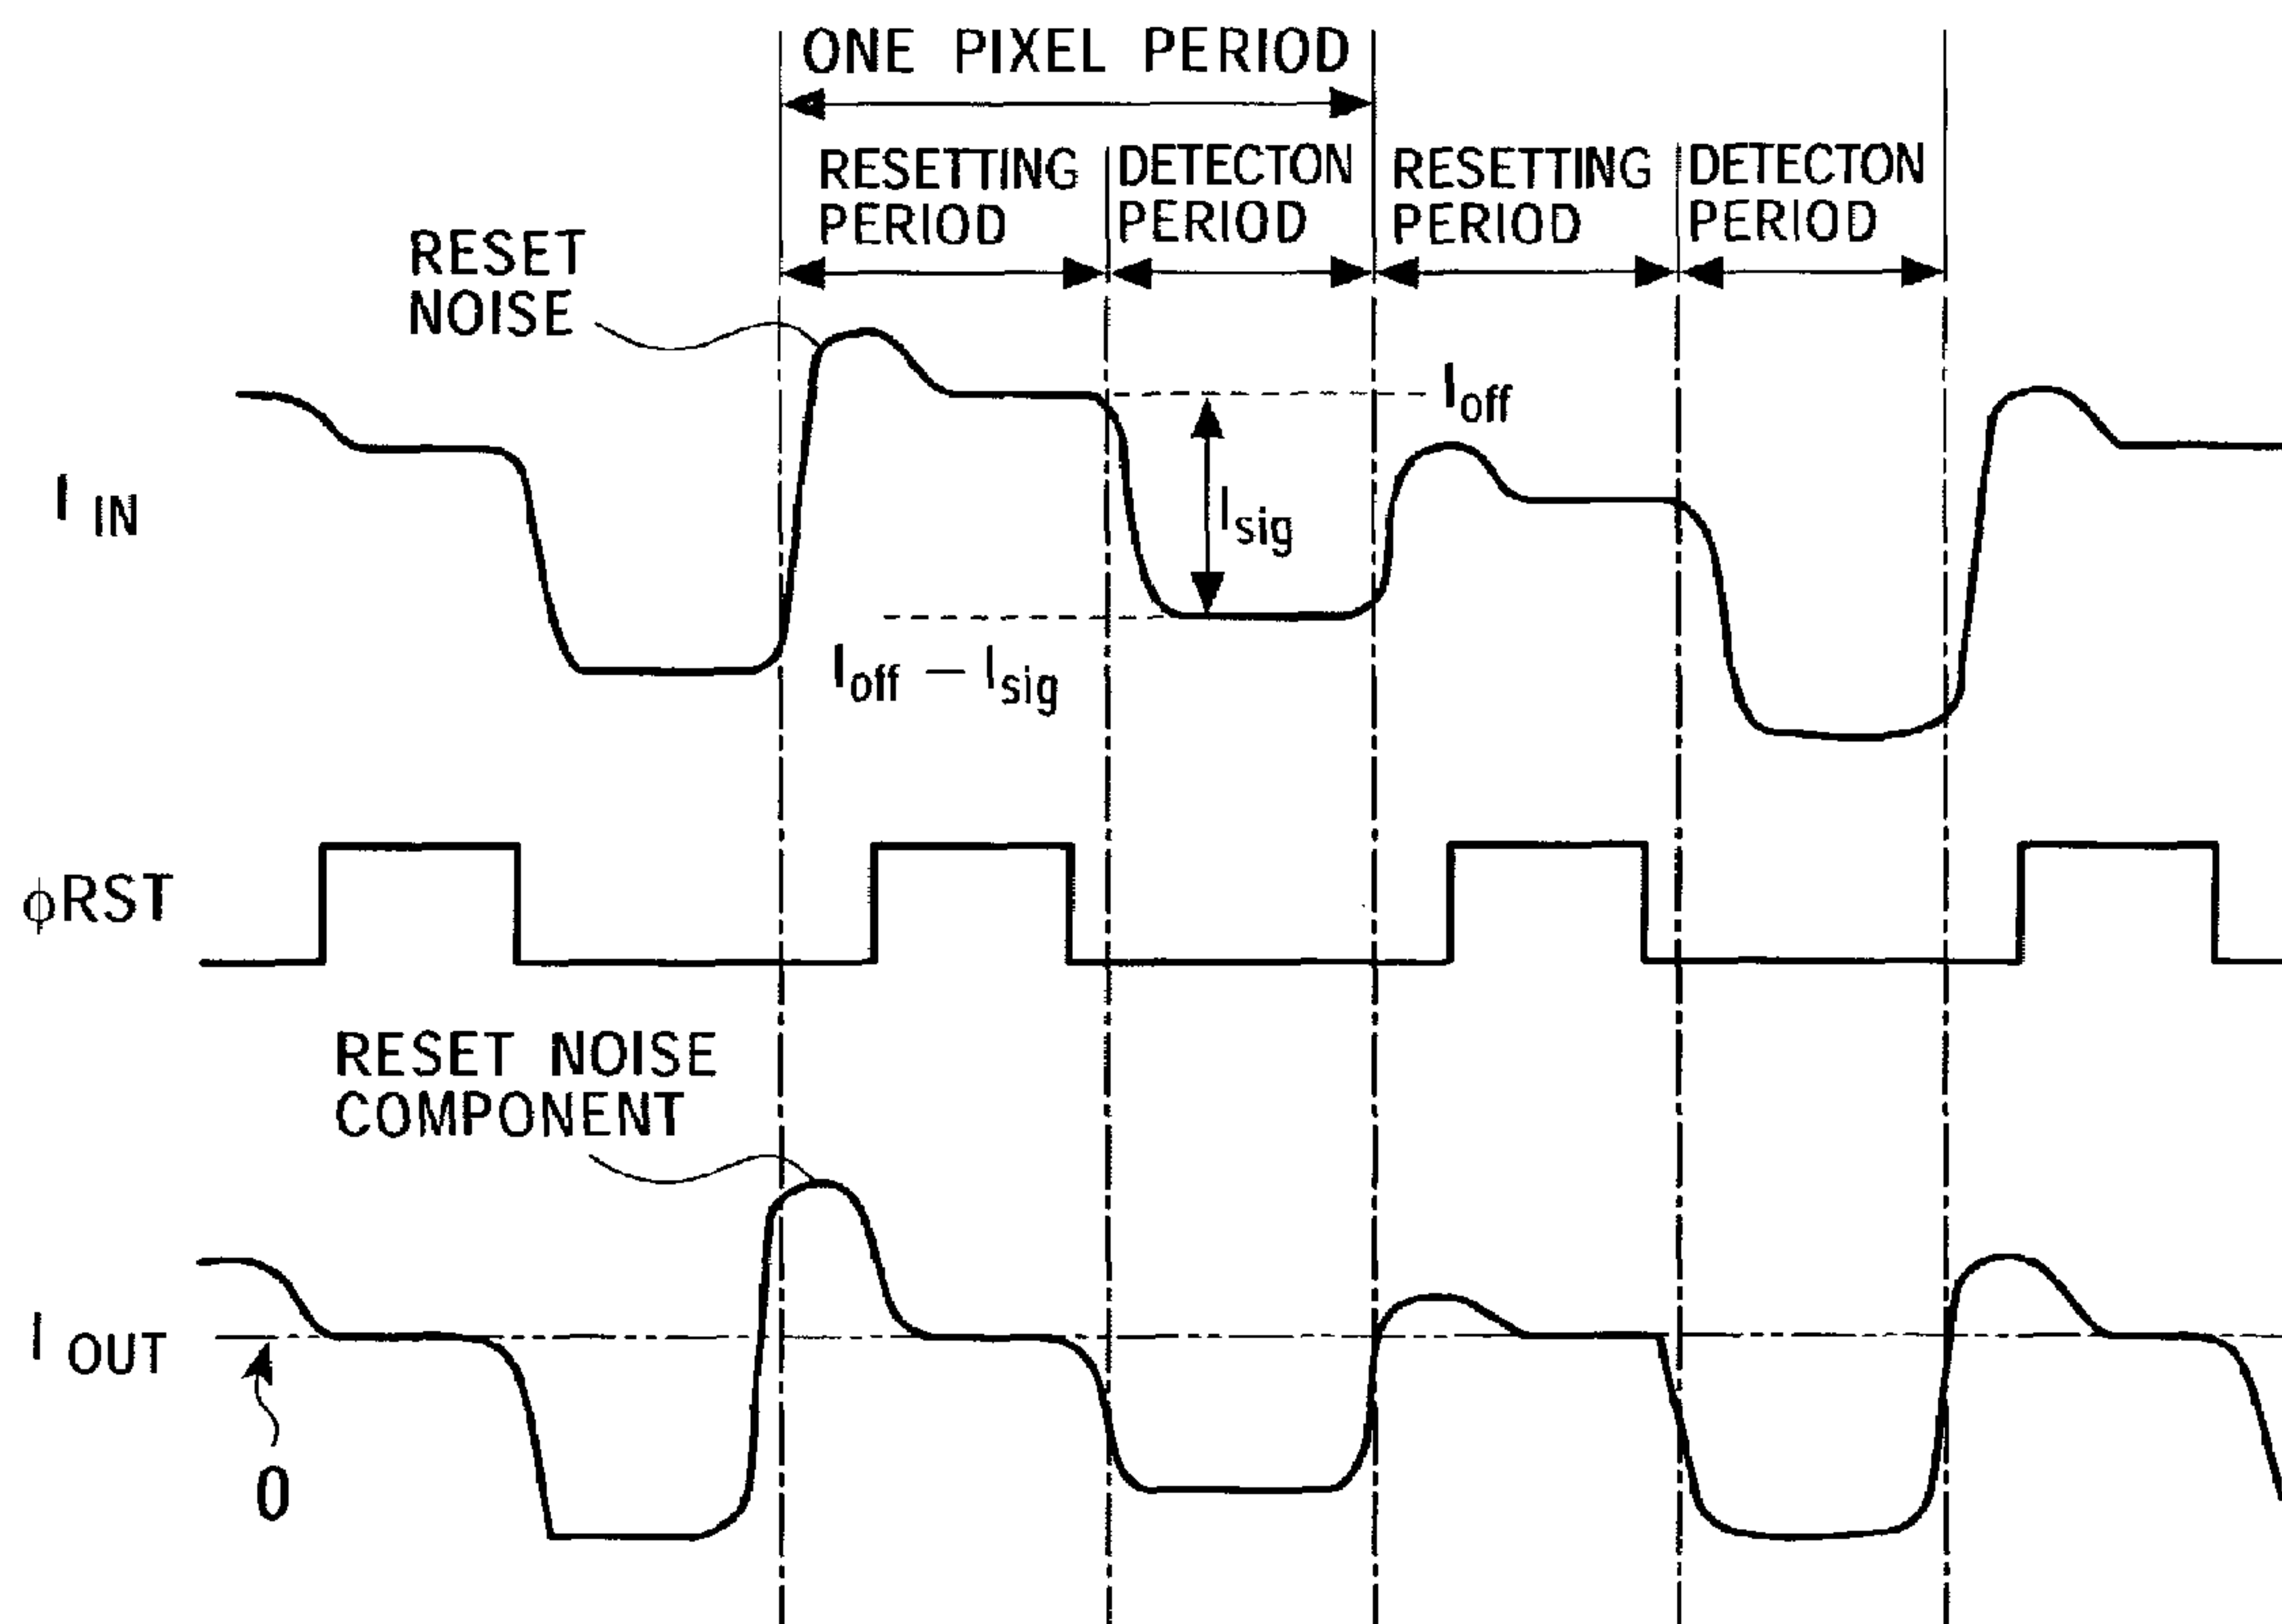 ONE PIXEL PERIOD
RESETTING PERIOD
DETECTON PERIOD
RESETTING PERIOD
DETECTON PERIOD
RESET
NOISE
Ioff
Isig
I IN
Ioff − Isig
ϕRST
RESET NOISE
COMPONENT
I OUT
0